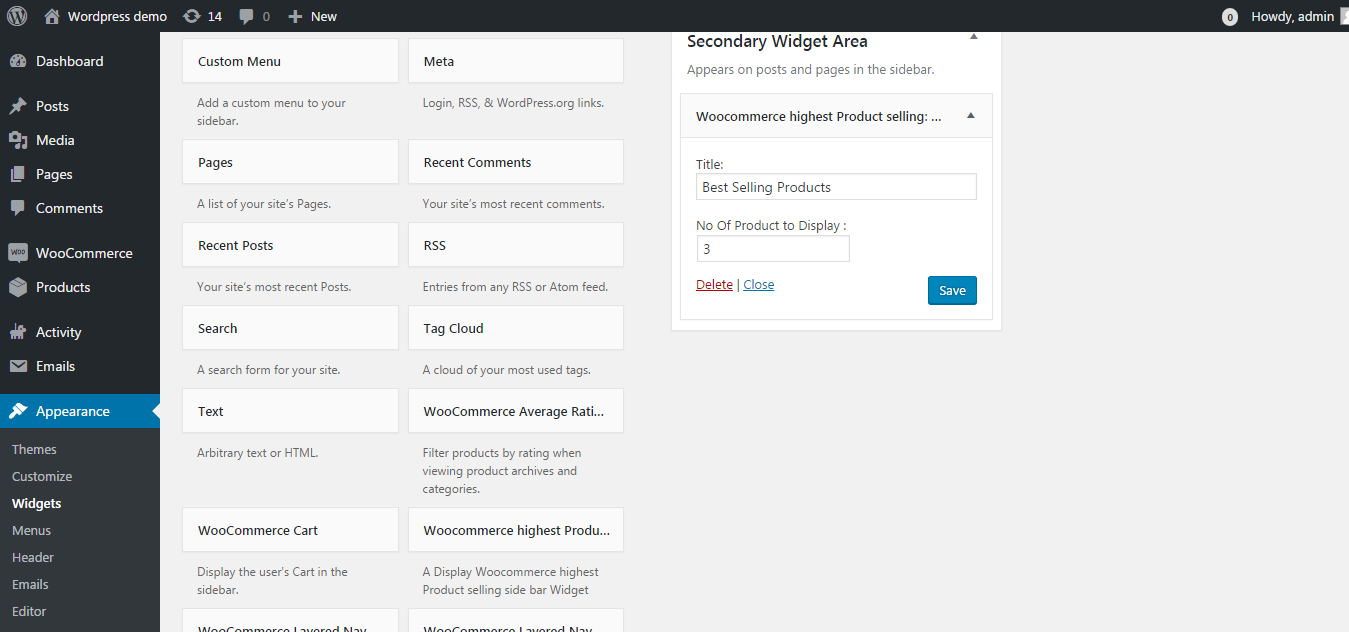 Wordpress demo 14 0 New 0 Howdy, admin
Dashboard
Posts
Media
Pages
Comments
WOO WooCommerce
Products
Activity
Emails
Appearance
Themes
Customize
Widgets
Menus
Header
Emails
Editor
Custom Menu
Add a custom menu to your
sidebar.
Meta
Login, RSS, & WordPress.org links.
Pages
A list of your site's Pages.
Recent Comments
Your site's most recent comments.
Recent Posts
Your site's most recent Posts.
RSS
Entries from any RSS or Atom feed.
Search
A search form for your site.
Tag Cloud
A cloud of your most used tags.
Text
Arbitrary text or HTML.
WooCommerce Average Rati...
Filter products by rating when
viewing product archives and
categories.
WooCommerce Cart
Display the user's Cart in the
sidebar.
Woocommerce highest Produ...
A Display Woocommerce highest
Product selling side bar Widget
WooCommerce Layered Nav
WooCommerce Layered Nav
Secondary Widget Area
Appears on posts and pages in the sidebar.
Woocommerce highest Product selling: ...
Title:
Best Selling Products
No Of Product to Display :
3
Delete | Close
Save